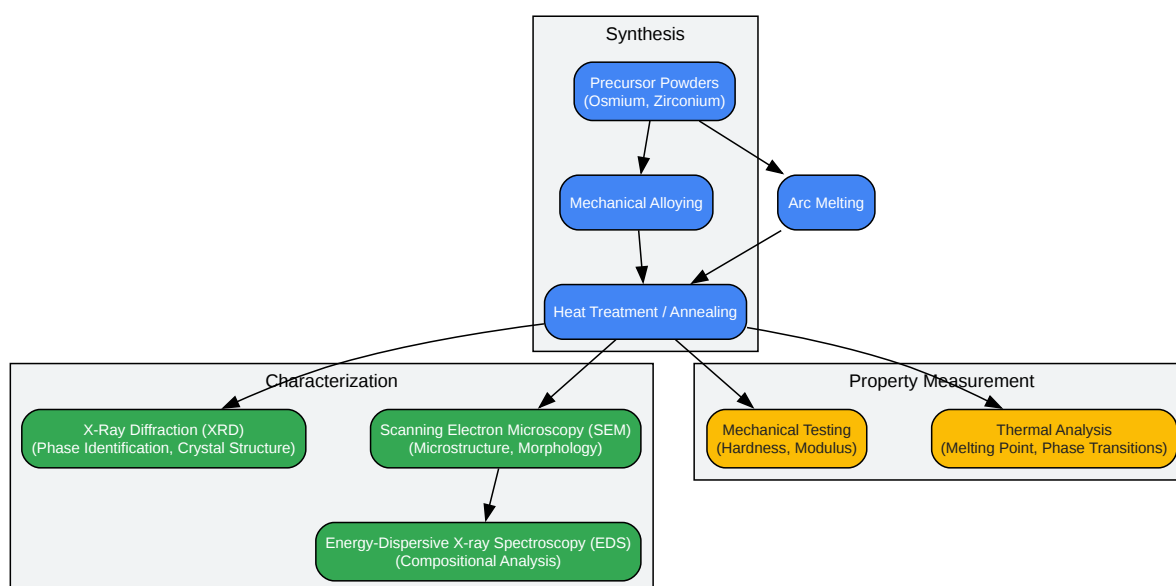 Synthesis
Precursor Powders
(Osmium, Zirconium)
Mechanical Alloying
Arc Melting
Heat Treatment / Annealing
Characterization
Property Measurement
X-Ray Diffraction (XRD)
(Phase Identification, Crystal Structure)
Scanning Electron Microscopy (SEM)
(Microstructure, Morphology)
Mechanical Testing
(Hardness, Modulus)
Thermal Analysis
(Melting Point, Phase Transitions)
Energy-Dispersive X-ray Spectroscopy (EDS)
(Compositional Analysis)